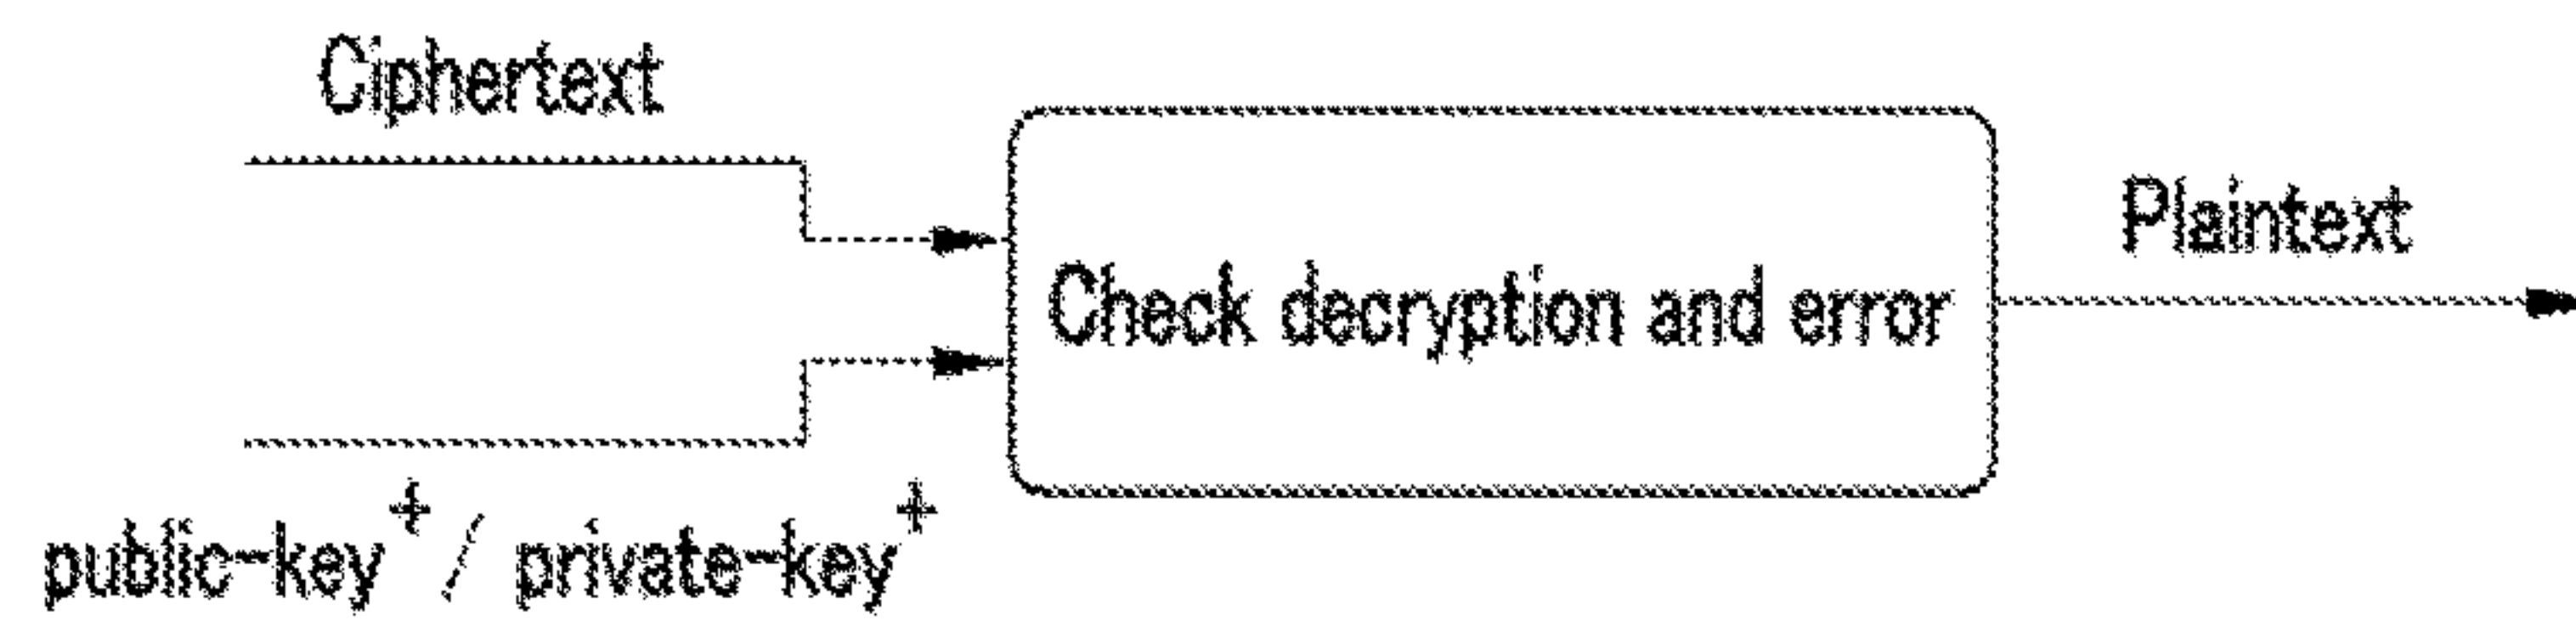 Ciphertext
Plaintext
Check decryption and error
public-key⁺ / private-key⁺